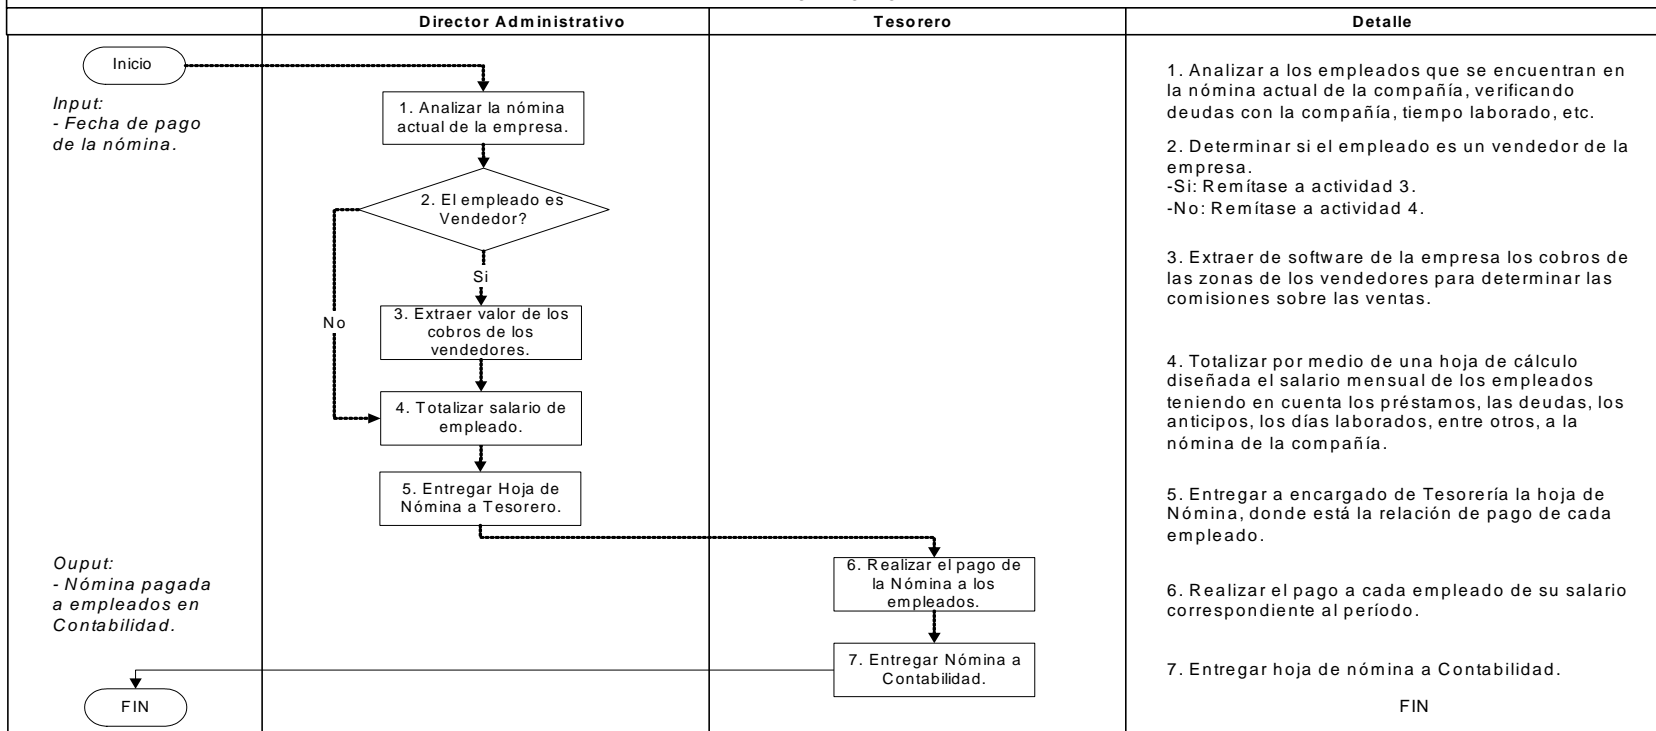 Director Administrativo
Tesorero
Detalle
Inicio
Input:
- Fecha de pago
de la nómina.
1. Analizar la nómina
actual de la empresa.
2. El empleado es
Vendedor?
Si
No
3. Extraer valor de los
cobros de los
vendedores.
4. Totalizar salario de
empleado.
5. Entregar Hoja de
Nómina a Tesorero.
6. Realizar el pago de
la Nómina a los
empleados.
7. Entregar Nómina a
Contabilidad.
Ouput:
- Nómina pagada
a empleados en
Contabilidad.
FIN
1. Analizar a los empleados que se encuentran en
la nómina actual de la compañía, verificando
deudas con la compañía, tiempo laborado, etc.
2. Determinar si el empleado es un vendedor de la
empresa.
-Si: Remítase a actividad 3.
-No: Remítase a actividad 4.
3. Extraer de software de la empresa los cobros de
las zonas de los vendedores para determinar las
comisiones sobre las ventas.
4. Totalizar por medio de una hoja de cálculo
diseñada el salario mensual de los empleados
teniendo en cuenta los préstamos, las deudas, los
anticipos, los días laborados, entre otros, a la
nómina de la compañía.
5. Entregar a encargado de Tesorería la hoja de
Nómina, donde está la relación de pago de cada
empleado.
6. Realizar el pago a cada empleado de su salario
correspondiente al período.
7. Entregar hoja de nómina a Contabilidad.
FIN